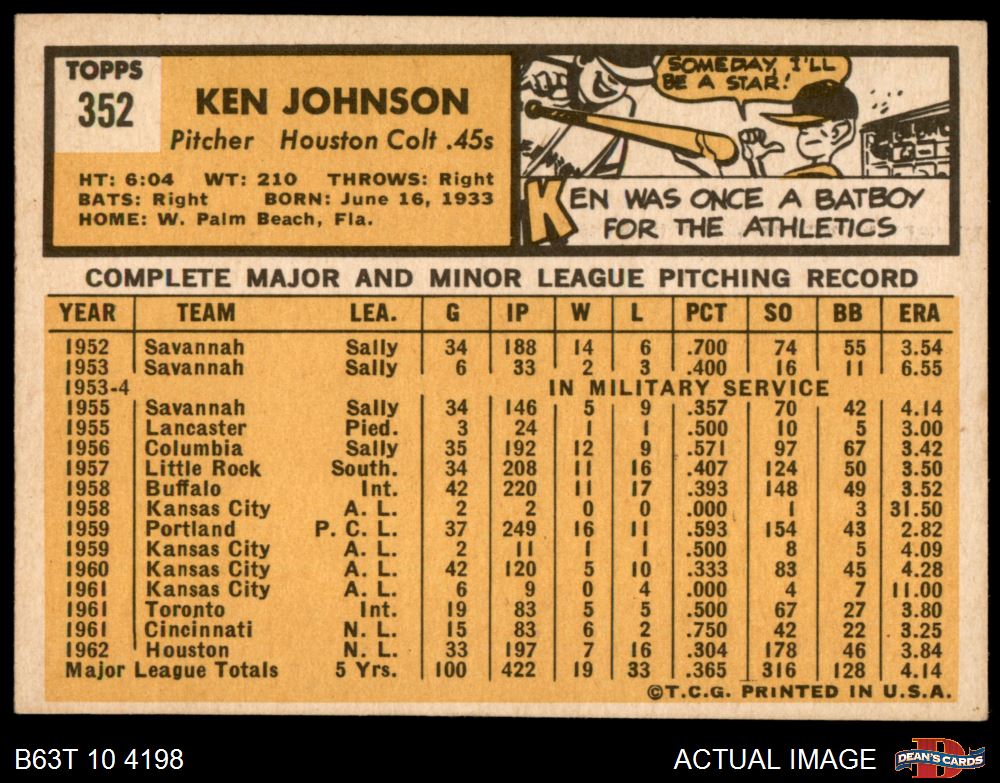 TOPPS
352
KEN JOHNSON
Pitcher Houston Colt .45s
HT: 6:04 WT: 210 THROWS: Right
BATS: Right BORN: June 16, 1933
HOME: W. Palm Beach, Fla.
SOMEDAY, I'LL
BE A STAR!
KEN WAS ONCE A BATBOY
FOR THE ATHLETICS
COMPLETE MAJOR AND MINOR LEAGUE PITCHING RECORD
YEAR TEAM LEA. G IP W L PCT SO BB ERA
1952 Savannah Sally 34 188 14 6 .700 74 55 3.54
1953 Savannah Sally 6 33 2 3 .400 16 11 6.55
1953-4 IN MILITARY SERVICE
1955 Savannah Sally 34 146 5 9 .357 70 42 4.14
1955 Lancaster Pied. 3 24 1 1 .500 10 5 3.00
1956 Columbia Sally 35 192 12 9 .571 97 67 3.42
1957 Little Rock South. 34 208 11 16 .407 124 50 3.50
1958 Buffalo Int. 42 220 11 17 .393 148 49 3.52
1958 Kansas City A. L. 2 2 0 0 .000 1 3 31.50
1959 Portland P. C. L. 37 249 16 11 .593 154 43 2.82
1959 Kansas City A. L. 2 11 1 1 .500 8 5 4.09
1960 Kansas City A. L. 42 120 5 10 .333 83 45 4.28
1961 Kansas City A. L. 6 9 0 4 .000 4 7 11.00
1961 Toronto Int. 19 83 5 5 .500 67 27 3.80
1961 Cincinnati N. L. 15 83 6 2 .750 42 22 3.25
1962 Houston N. L. 33 197 7 16 .304 178 46 3.84
Major League Totals 5 Yrs. 100 422 19 33 .365 316 128 4.14
©T.C.G. PRINTED IN U.S.A.
B63T 10 4198 ACTUAL IMAGE DEAN'S CARDS